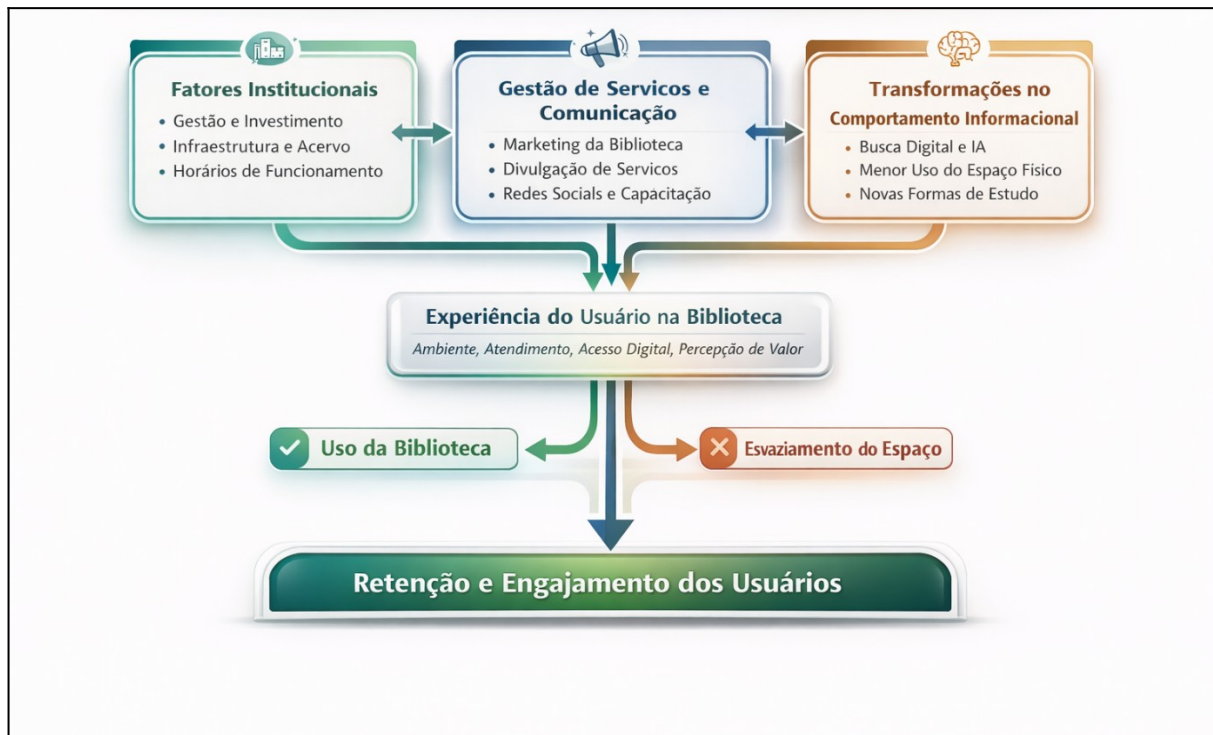 Fatores Institucionais
• Gestão e Investimento
• Infraestrutura e Acervo
• Horários de Funcionamento
Gestão de Servicos e
Comunicação
• Marketing da Biblioteca
• Divulgação de Servicos
• Redes Socials e Capacitação
Transformações no
Comportamento Informacional
• Busca Digital e IA
• Menor Uso do Espaço Físico
• Novas Formas de Estudo
Experiência do Usuário na Biblioteca
Ambiente, Atendimento, Acesso Digital, Percepção de Valor
Uso da Biblioteca
Esvaziamento do Espaço
Retenção e Engajamento dos Usuários